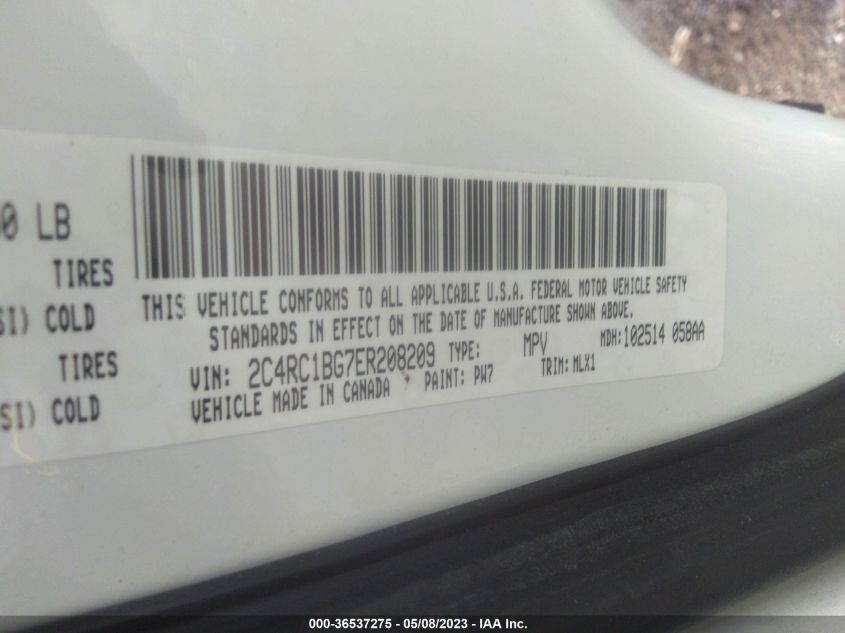 0 LB
TIRES
SI) COLD
TIRES
SI) COLD
THIS VEHICLE CONFORMS TO ALL APPLICABLE U.S.A. FEDERAL MOTOR VEHICLE SAFETY
STANDARDS IN EFFECT ON THE DATE OF MANUFACTURE SHOWN ABOVE.
VIN: 2C4RC1BG7ER208209 TYPE: MPV MDH:102514 058AA
VEHICLE MADE IN CANADA PAINT: PW7 TRIM: MLX1
000-36537275 - 05/08/2023 - IAA Inc.